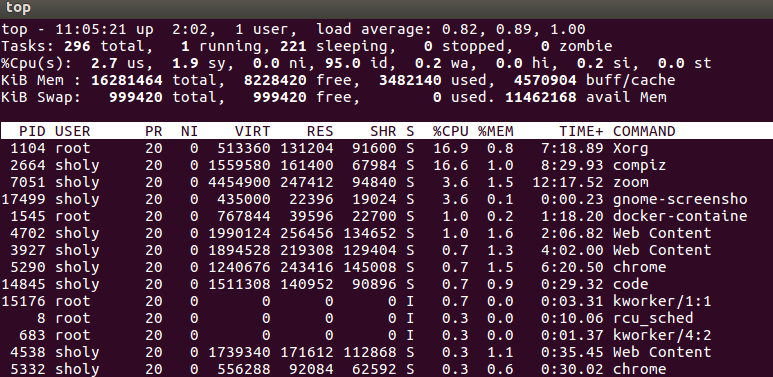 top
top - 11:05:21 up  2:02,  1 user,  load average: 0.82, 0.89, 1.00
Tasks: 296 total,   1 running, 221 sleeping,   0 stopped,   0 zombie
%Cpu(s):  2.7 us,  1.9 sy,  0.0 ni, 95.0 id,  0.2 wa,  0.0 hi,  0.2 si,  0.0 st
KiB Mem : 16281464 total,  8228420 free,  3482140 used,  4570904 buff/cache
KiB Swap:   999420 total,   999420 free,        0 used. 11462168 avail Mem
PID USER      PR  NI    VIRT    RES    SHR S  %CPU %MEM     TIME+ COMMAND
1104 root      20   0  513360 131204  91600 S  16.9  0.8   7:18.89 Xorg
2664 sholy     20   0 1559580 161400  67984 S  16.6  1.0   8:29.93 compiz
7051 sholy     20   0 4454900 247412  94840 S   3.6  1.5  12:17.52 zoom
17499 sholy     20   0  435000  22396  19024 S   3.6  0.1   0:00.23 gnome-screensho
1545 root      20   0  767844  39596  22700 S   1.0  0.2   1:18.20 docker-containe
4702 sholy     20   0 1990124 256456 134652 S   1.0  1.6   2:06.82 Web Content
3927 sholy     20   0 1894528 219308 129404 S   0.7  1.3   4:02.00 Web Content
5290 sholy     20   0 1240676 243416 145008 S   0.7  1.5   6:20.50 chrome
14845 sholy     20   0 1511308 140952  90896 S   0.7  0.9   0:29.32 code
15176 root      20   0       0      0      0 I   0.7  0.0   0:03.31 kworker/1:1
8 root      20   0       0      0      0 I   0.3  0.0   0:10.06 rcu_sched
683 root      20   0       0      0      0 I   0.3  0.0   0:01.37 kworker/4:2
4538 sholy     20   0 1739340 171612 112868 S   0.3  1.1   0:35.45 Web Content
5332 sholy     20   0  556288  92084  62592 S   0.3  0.6   0:30.02 chrome